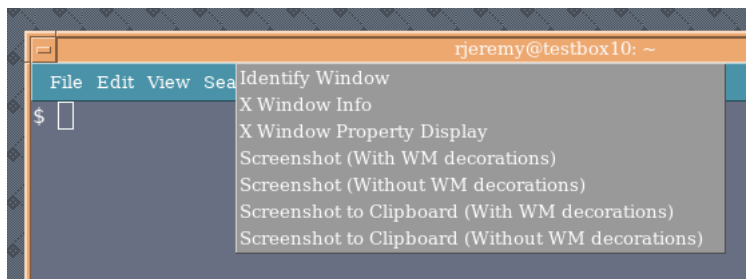 rjeremy@testbox10: ~
File Edit View Sea
Identify Window
X Window Info
X Window Property Display
Screenshot (With WM decorations)
Screenshot (Without WM decorations)
Screenshot to Clipboard (With WM decorations)
Screenshot to Clipboard (Without WM decorations)
$